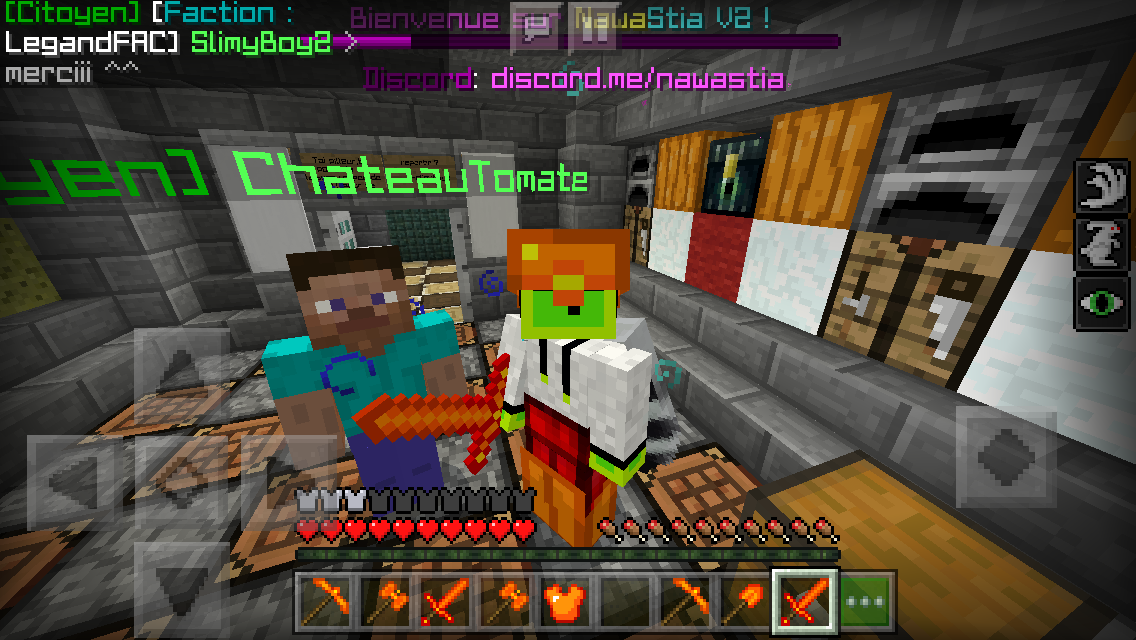 [Citoyen] [Faction :
LegandFAC] SlimyBoy2 >
merciii ^^
Bienvenue sur NawaStia V2 !
Discord: discord.me/nawastia
yen] ChateauTomate